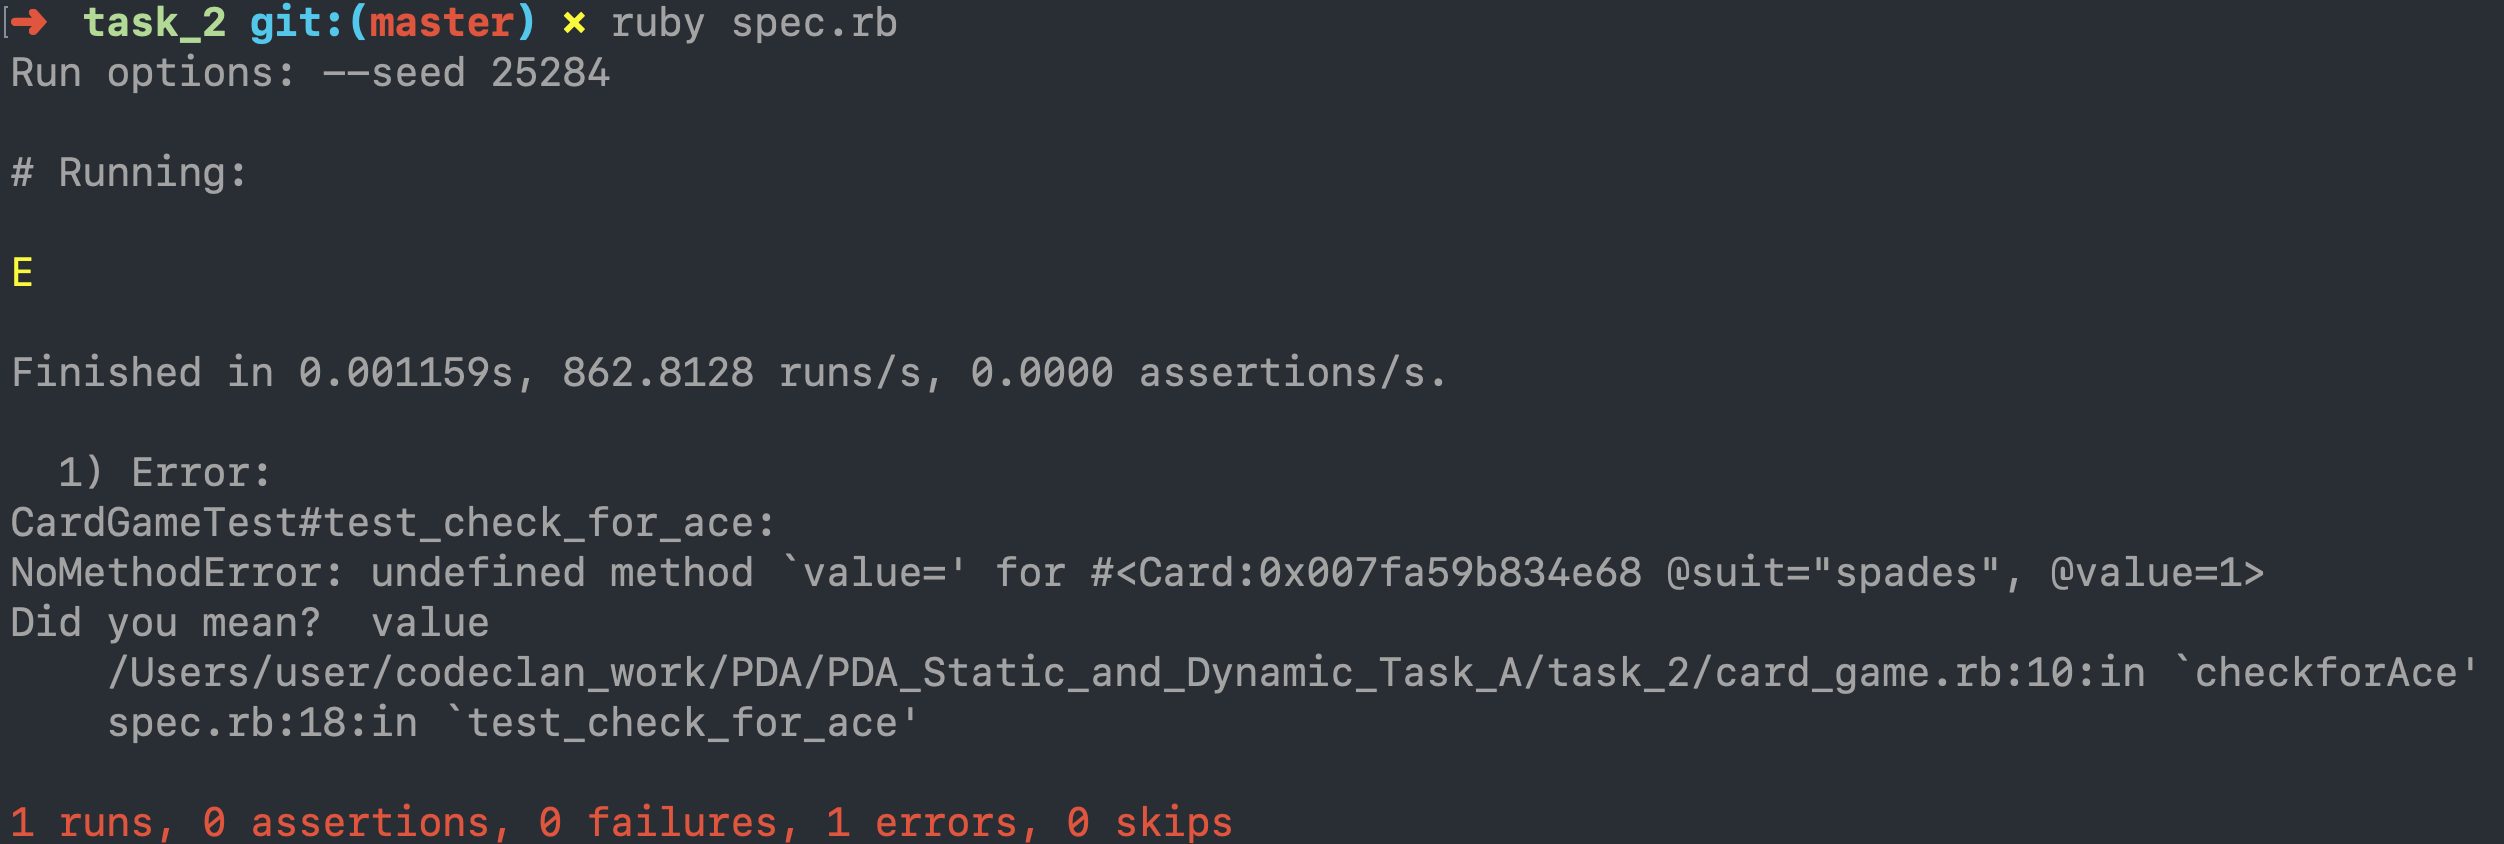 ➜ task_2 git:(master) ✗ ruby spec.rb
Run options: --seed 25284
# Running:
E
Finished in 0.001159s, 862.8128 runs/s, 0.0000 assertions/s.
1) Error:
CardGameTest#test_check_for_ace:
NoMethodError: undefined method `value=' for #<Card:0x007fa59b834e68 @suit="spades", @value=1>
Did you mean?  value
/Users/user/codeclan_work/PDA/PDA_Static_and_Dynamic_Task_A/task_2/card_game.rb:10:in `checkforAce'
spec.rb:18:in `test_check_for_ace'
1 runs, 0 assertions, 0 failures, 1 errors, 0 skips